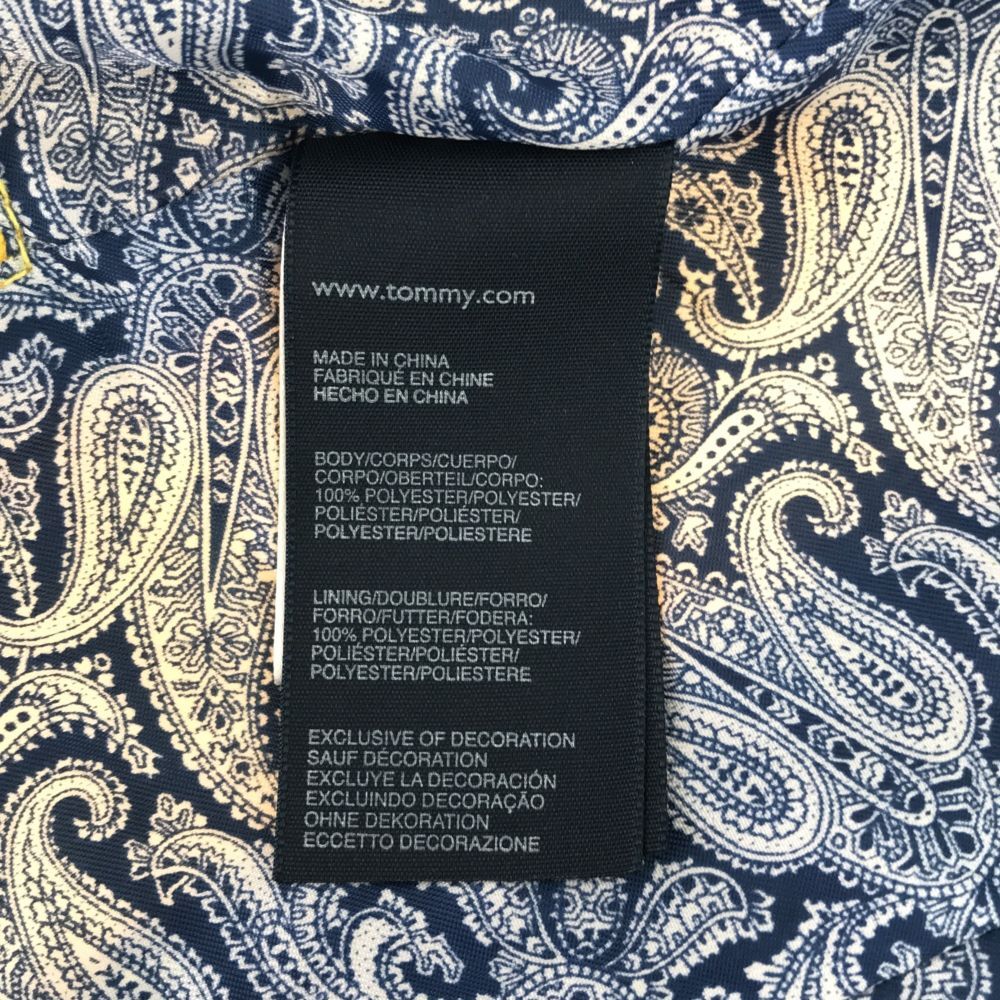 www.tommy.com
MADE IN CHINA
FABRIQUÉ EN CHINE
HECHO EN CHINA
BODY/CORPS/CUERPO/
CORPO/OBERTEIL/CORPO:
100% POLYESTER/POLYESTER/
POLIÉSTER/POLIÉSTER/
POLYESTER/POLIESTERE
LINING/DOUBLURE/FORRO/
FORRO/FUTTER/FODERA:
100% POLYESTER/POLYESTER/
POLIÉSTER/POLIÉSTER/
POLYESTER/POLIESTERE
EXCLUSIVE OF DECORATION
SAUF DÉCORATION
EXCLUYE LA DECORACIÓN
EXCLUINDO DECORAÇÃO
OHNE DEKORATION
ECCETTO DECORAZIONE